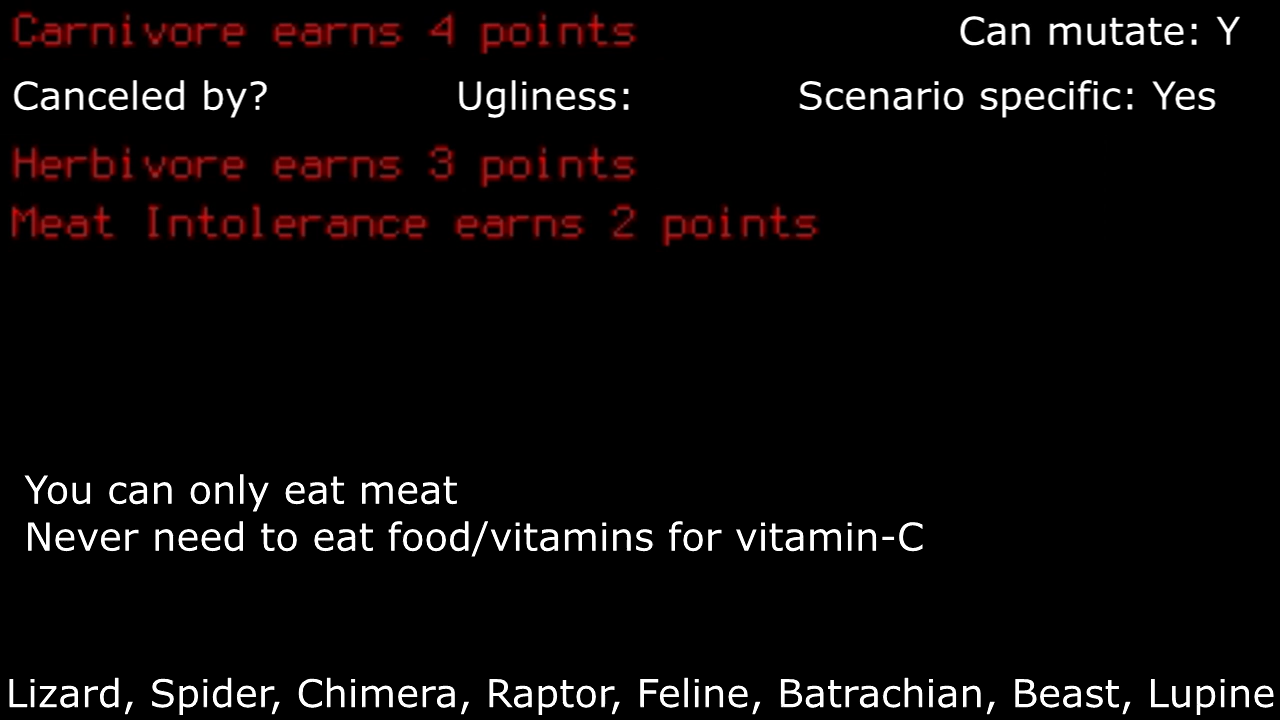 Carnivore earns 4 points Can mutate: Y
Canceled by? Ugliness: Scenario specific: Yes
Herbivore earns 3 points
Meat Intolerance earns 2 points
You can only eat meat
Never need to eat food/vitamins for vitamin-C
Lizard, Spider, Chimera, Raptor, Feline, Batrachian, Beast, Lupine